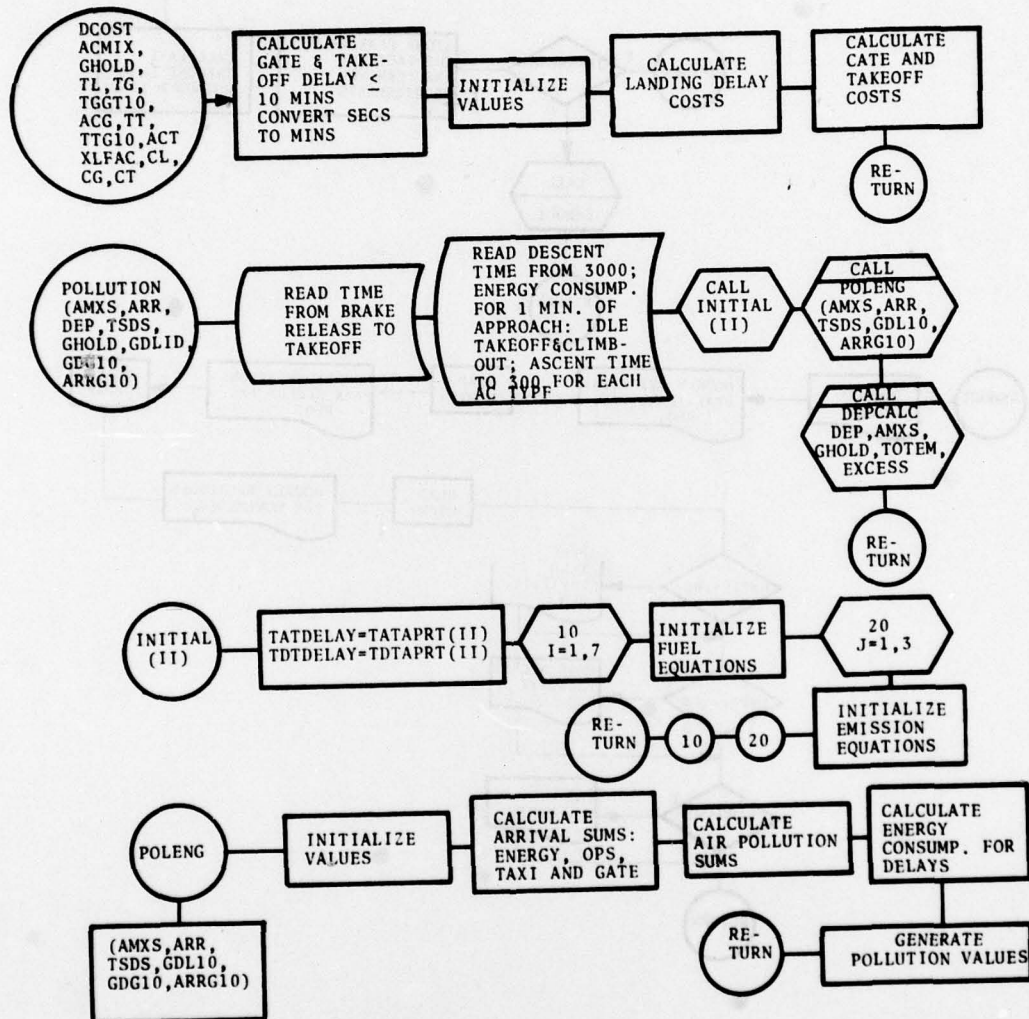 DCOST
ACMIX,
GHOLD,
TL,TG,
TGGT10,
ACG,TT,
TTG10,ACT
XLFAC,CL,
CG,CT
CALCULATE
GATE & TAKE-
OFF DELAY ≤
10 MINS
CONVERT SECS
TO MINS
INITIALIZE
VALUES
CALCULATE
LANDING DELAY
COSTS
CALCULATE
CATE AND
TAKEOFF
COSTS
RE-
TURN
POLLUTION
(AMXS,ARR,
DEP,TSDS,
GHOLD,GDLID,
GDG10,
ARRG10)
READ TIME
FROM BRAKE
RELEASE TO
TAKEOFF
READ DESCENT
TIME FROM 3000;
ENERGY CONSUMP.
FOR 1 MIN. OF
APPROACH: IDLE
TAKEOFF&CLIMB-
OUT; ASCENT TIME
TO 300 FOR EACH
AC TYPF
CALL
INITIAL
(II)
CALL
POLENG
(AMXS,ARR,
TSDS,GDL10,
ARRG10)
CALL
DEPCALC
DEP,AMXS,
GHOLD,TOTEM,
EXCESS
RE-
TURN
INITIAL
(II)
TATDELAY=TATAPRT(II)
TDTDELAY=TDTAPRT(II)
10
I=1,7
INITIALIZE
FUEL
EQUATIONS
20
J=1,3
INITIALIZE
EMISSION
EQUATIONS
20
10
RE-
TURN
POLENG
(AMXS,ARR,
TSDS,GDL10,
GDG10,ARRG10)
INITIALIZE
VALUES
CALCULATE
ARRIVAL SUMS:
ENERGY, OPS,
TAXI AND GATE
CALCULATE
AIR POLLUTION
SUMS
CALCULATE
ENERGY
CONSUMP. FOR
DELAYS
GENERATE
POLLUTION VALUES
RE-
TURN